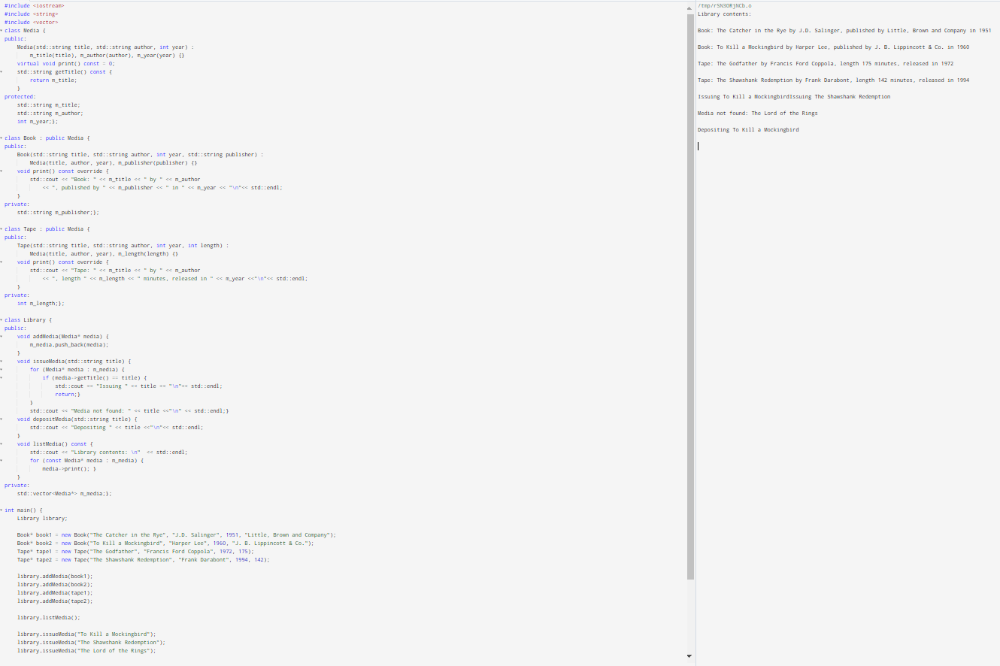 #include <iostream>
#include <string>
#include <vector>
class Media {
public:
    Media(std::string title, std::string author, int year) :
        m_title(title), m_author(author), m_year(year) {}
    virtual void print() const = 0;
    std::string getTitle() const {
        return m_title;
    }
protected:
    std::string m_title;
    std::string m_author;
    int m_year;};

class Book : public Media {
public:
    Book(std::string title, std::string author, int year, std::string publisher) :
        Media(title, author, year), m_publisher(publisher) {}
    void print() const override {
        std::cout << "Book: " << m_title << " by " << m_author
            << ", published by " << m_publisher << " in " << m_year << "\n"<< std::endl;
    }
private:
    std::string m_publisher;};

class Tape : public Media {
public:
    Tape(std::string title, std::string author, int year, int length) :
        Media(title, author, year), m_length(length) {}
    void print() const override {
        std::cout << "Tape: " << m_title << " by " << m_author
            << ", length " << m_length << " minutes, released in " << m_year <<"\n"<< std::endl;
    }
private:
    int m_length;};

class Library {
public:
    void addMedia(Media* media) {
        m_media.push_back(media);
    }
    void issueMedia(std::string title) {
        for (Media* media : m_media) {
            if (media->getTitle() == title) {
                std::cout << "Issuing " << title << "\n"<< std::endl;
                return;}
        }
        std::cout << "Media not found: " << title <<"\n" << std::endl;}
    void depositMedia(std::string title) {
        std::cout << "Depositing " << title <<"\n"<< std::endl;
    }
    void listMedia() const {
        std::cout << "Library contents: \n"  << std::endl;
        for (const Media* media : m_media) {
            media->print(); }
    }
private:
    std::vector<Media*> m_media;};

int main() {
    Library library;

    Book* book1 = new Book("The Catcher in the Rye", "J.D. Salinger", 1951, "Little, Brown and Company");
    Book* book2 = new Book("To Kill a Mockingbird", "Harper Lee", 1960, "J. B. Lippincott & Co.");
    Tape* tape1 = new Tape("The Godfather", "Francis Ford Coppola", 1972, 175);
    Tape* tape2 = new Tape("The Shawshank Redemption", "Frank Darabont", 1994, 142);

    library.addMedia(book1);
    library.addMedia(book2);
    library.addMedia(tape1);
    library.addMedia(tape2);

    library.listMedia();

    library.issueMedia("To Kill a Mockingbird");
    library.issueMedia("The Shawshank Redemption");
    library.issueMedia("The Lord of the Rings");

/tmp/rSN3ORjNCb.o
Library contents:

Book: The Catcher in the Rye by J.D. Salinger, published by Little, Brown and Company in 1951

Book: To Kill a Mockingbird by Harper Lee, published by J. B. Lippincott & Co. in 1960

Tape: The Godfather by Francis Ford Coppola, length 175 minutes, released in 1972

Tape: The Shawshank Redemption by Frank Darabont, length 142 minutes, released in 1994

Issuing To Kill a MockingbirdIssuing The Shawshank Redemption

Media not found: The Lord of the Rings

Depositing To Kill a Mockingbird